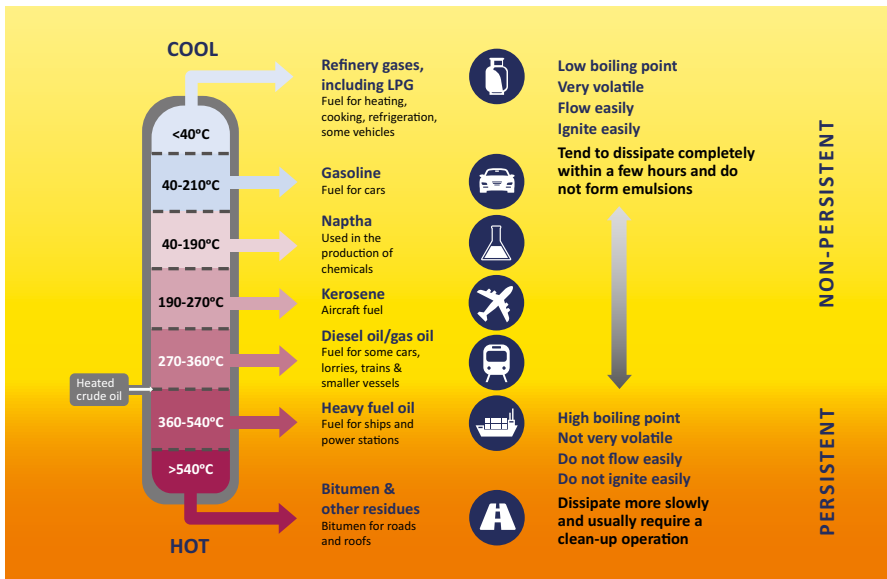 COOL
<40°C
40-210°C
40-190°C
190-270°C
270-360°C
Heated
crude oil
360-540°C
>540°C
HOT
Refinery gases,
including LPG
Fuel for heating,
cooking, refrigeration,
some vehicles
Gasoline
Fuel for cars
Naptha
Used in the
production of
chemicals
Kerosene
Aircraft fuel
Diesel oil/gas oil
Fuel for some cars,
lorries, trains &
smaller vessels
Heavy fuel oil
Fuel for ships and
power stations
Bitumen &
other residues
Bitumen for roads
and roofs
Low boiling point
Very volatile
Flow easily
Ignite easily
Tend to dissipate completely
within a few hours and do
not form emulsions
High boiling point
Not very volatile
Do not flow easily
Do not ignite easily
Dissipate more slowly
and usually require a
clean-up operation
NON-PERSISTENT
PERSISTENT